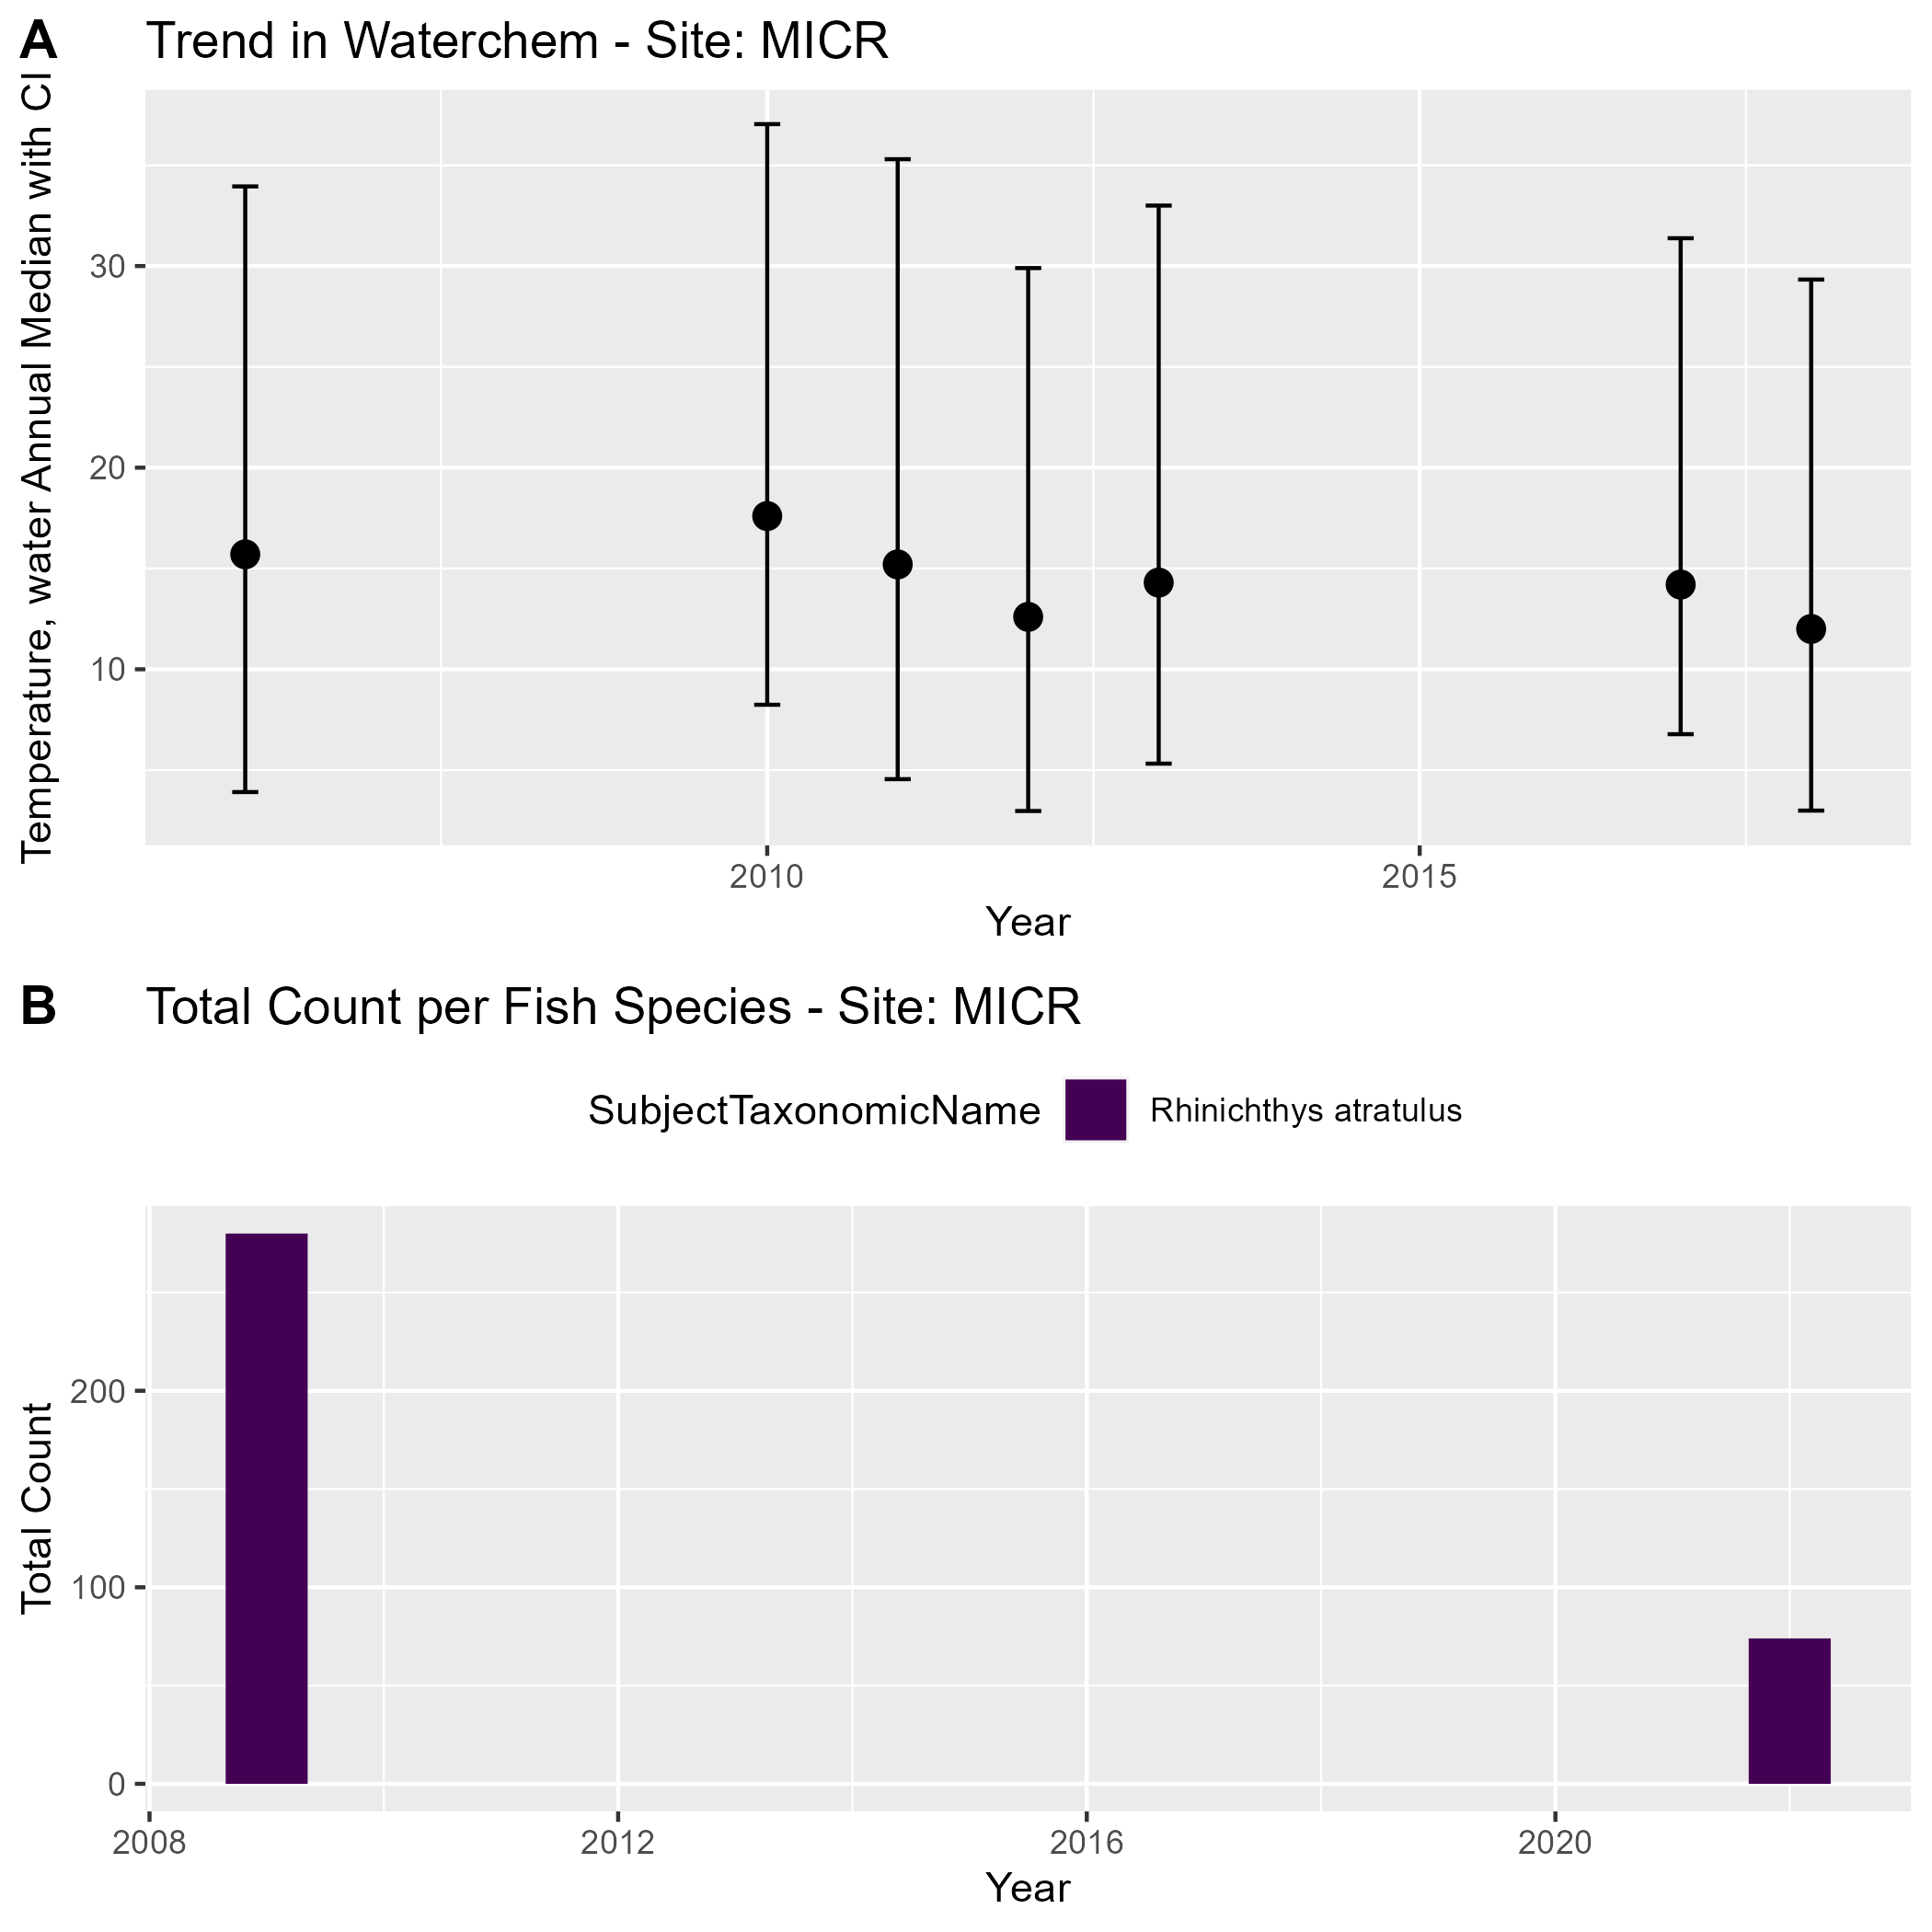 A
Trend in Waterchem - Site: MICR
Temperature, water Annual Median with CI
30
20
10
2010
2015
Year
B
Total Count per Fish Species - Site: MICR
SubjectTaxonomicName
Rhinichthys atratulus
Total Count
200
100
0
2008
2012
2016
2020
Year